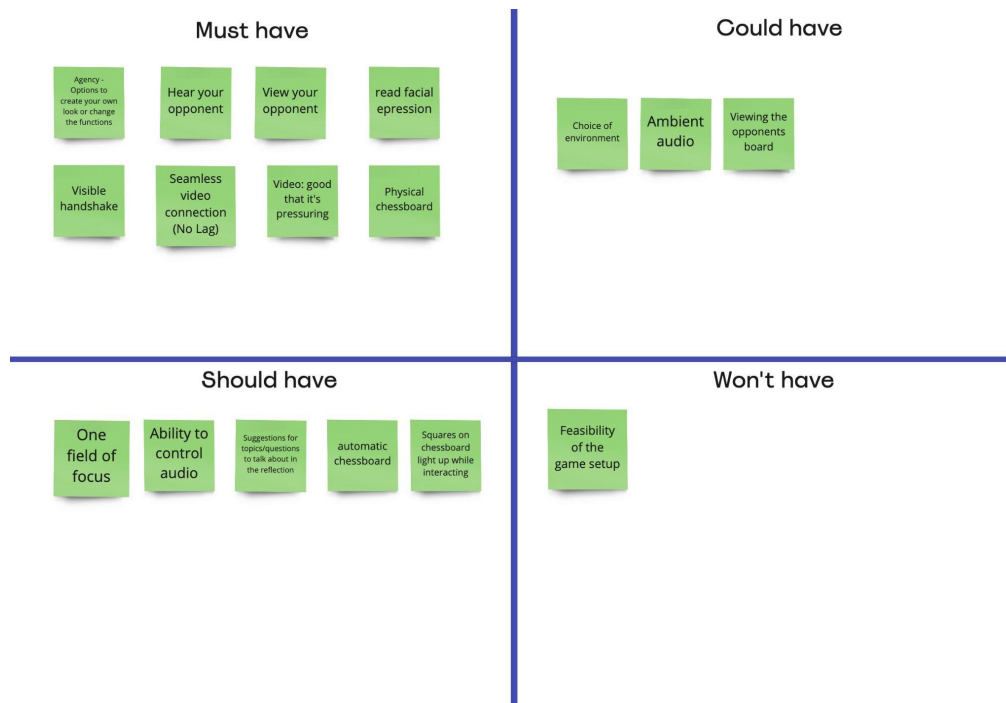 Must have
Agency -
Options to
create your own
look or change
the functions
Hear your
opponent
View your
opponent
read facial
epression
Visible
handshake
Seamless
video
connection
(No Lag)
Video: good
that it's
pressuring
Physical
chessboard
Could have
Choice of
environment
Ambient
audio
Viewing the
opponents
board
Should have
One
field of
focus
Ability to
control
audio
Suggestions for
topics/questions
to talk about in
the reflection
automatic
chessboard
Squares on
chessboard
light up while
interacting
Won't have
Feasibility
of the
game setup